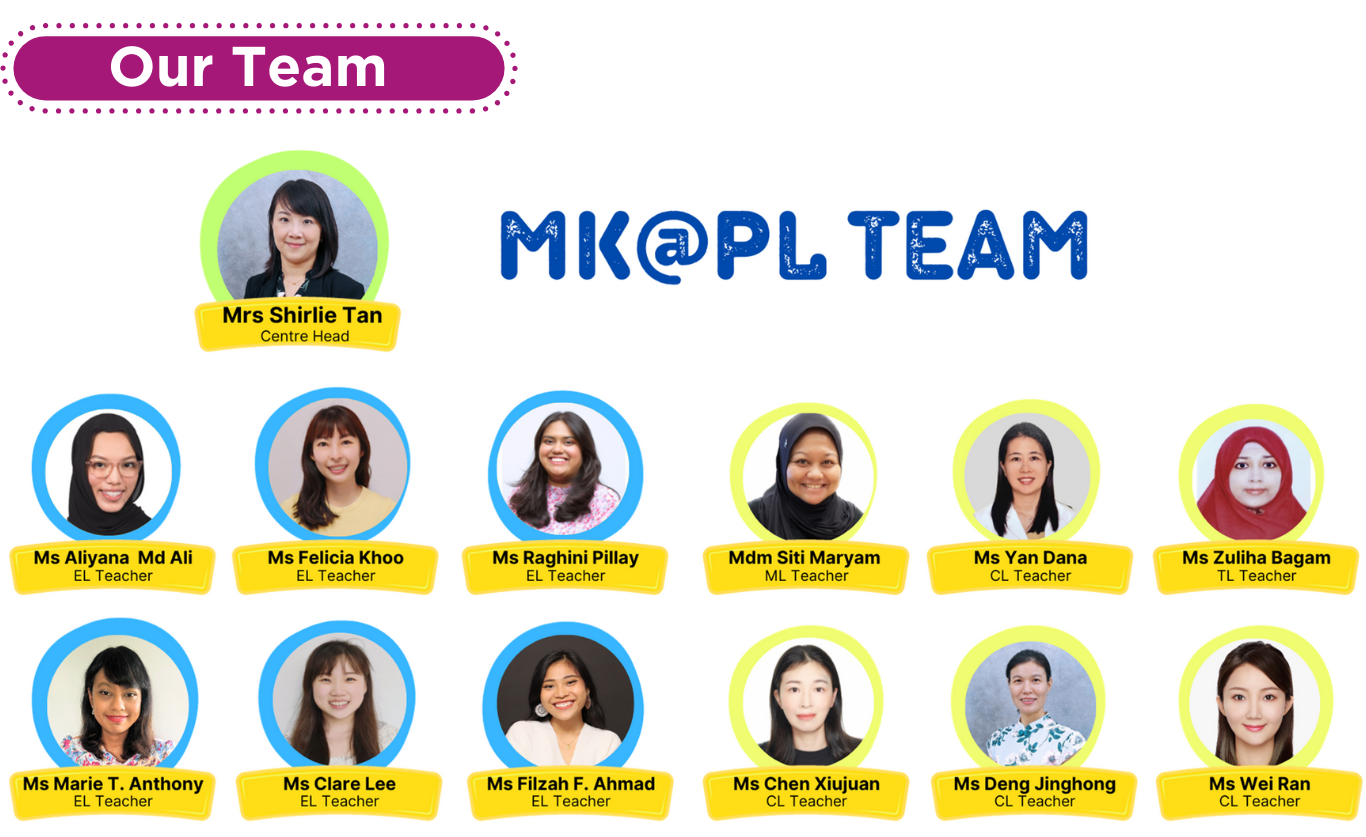 Our Team
MK@PL TEAM
Mrs Shirlie Tan
Centre Head
Ms Aliyana Md Ali
EL Teacher
Ms Felicia Khoo
EL Teacher
Ms Raghini Pillay
EL Teacher
Mdm Siti Maryam
ML Teacher
Ms Yan Dana
CL Teacher
Ms Zuliha Bagam
TL Teacher
Ms Marie T. Anthony
EL Teacher
Ms Clare Lee
EL Teacher
Ms Filzah F. Ahmad
EL Teacher
Ms Chen Xiujuan
CL Teacher
Ms Deng Jinghong
CL Teacher
Ms Wei Ran
CL Teacher